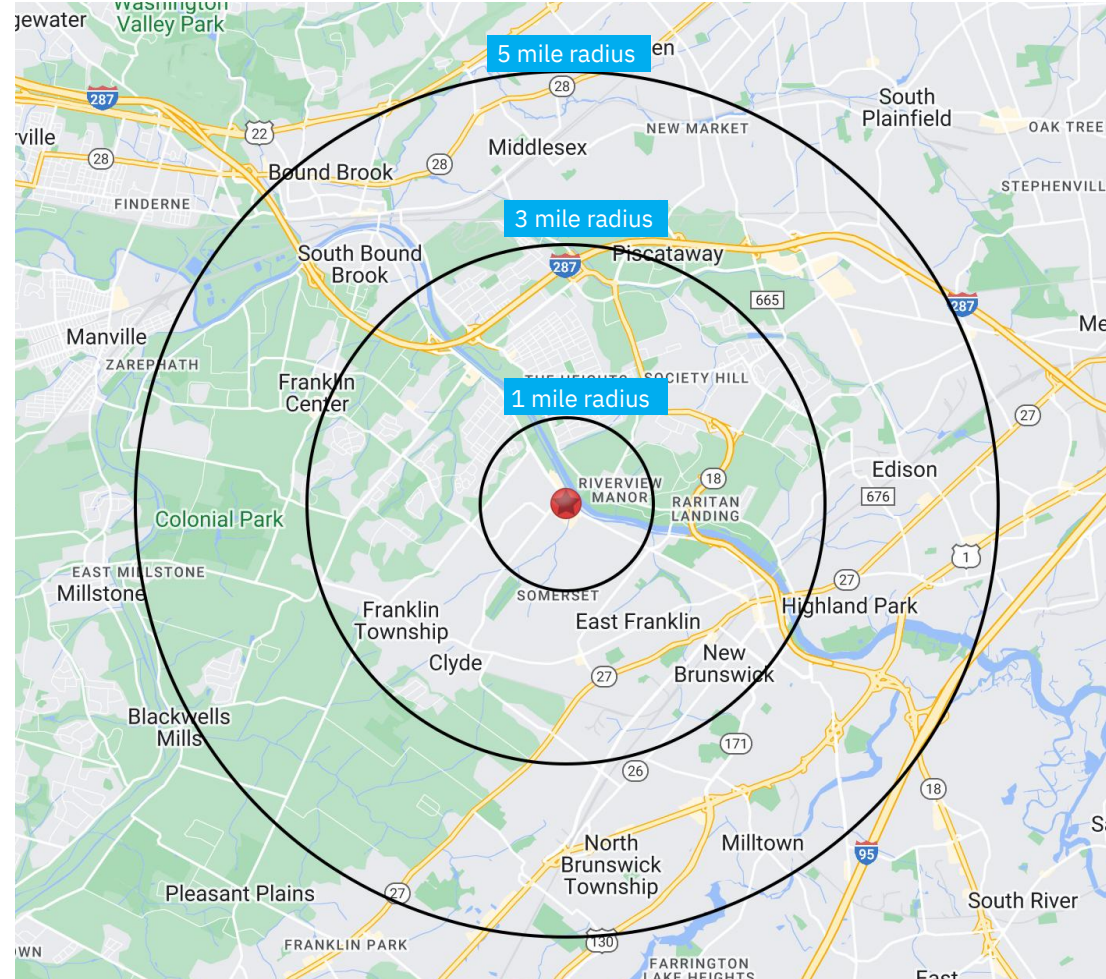 Washington
Valley Park
gewater
5 mile radius
en
28
287
22
South
Plainfield
NEW MARKET
OAK TREE
ville
28
Middlesex
28
Bound Brook
STEPHENVILL
FINDERNE
3 mile radius
South Bound
Brook
287
Piscataway
665
287
Me
Manville
ZAREPHATH
Franklin
Center
THE HEIGHTS
SOCIETY HILL
1 mile radius
27
18
Edison
676
RIVERVIEW
MANOR
RARITAN
LANDING
Colonial Park
1
EAST MILLSTONE
Millstone
27
SOMERSET
Franklin
Township
East Franklin
Highland Park
Clyde
27
New
Brunswick
Blackwells
Mills
171
26
18
North
Brunswick
Township
Milltown
95
S
Pleasant Plains
27
South River
FRANKLIN PARK
130
OWN
FARRINGTON
LAKE HEIGHTS
East